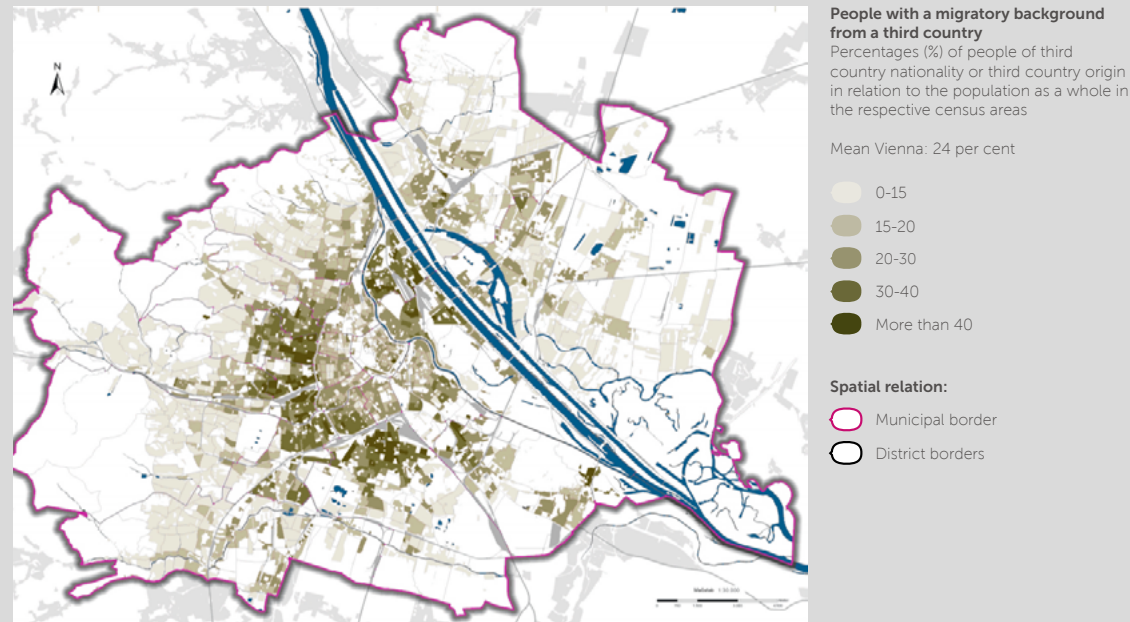 People with a migratory background
from a third country
Percentages (%) of people of third
country nationality or third country origin
in relation to the population as a whole in
the respective census areas
Mean Vienna: 24 per cent
0-15
15-20
20-30
30-40
More than 40
Spatial relation:
Municipal border
District borders
N